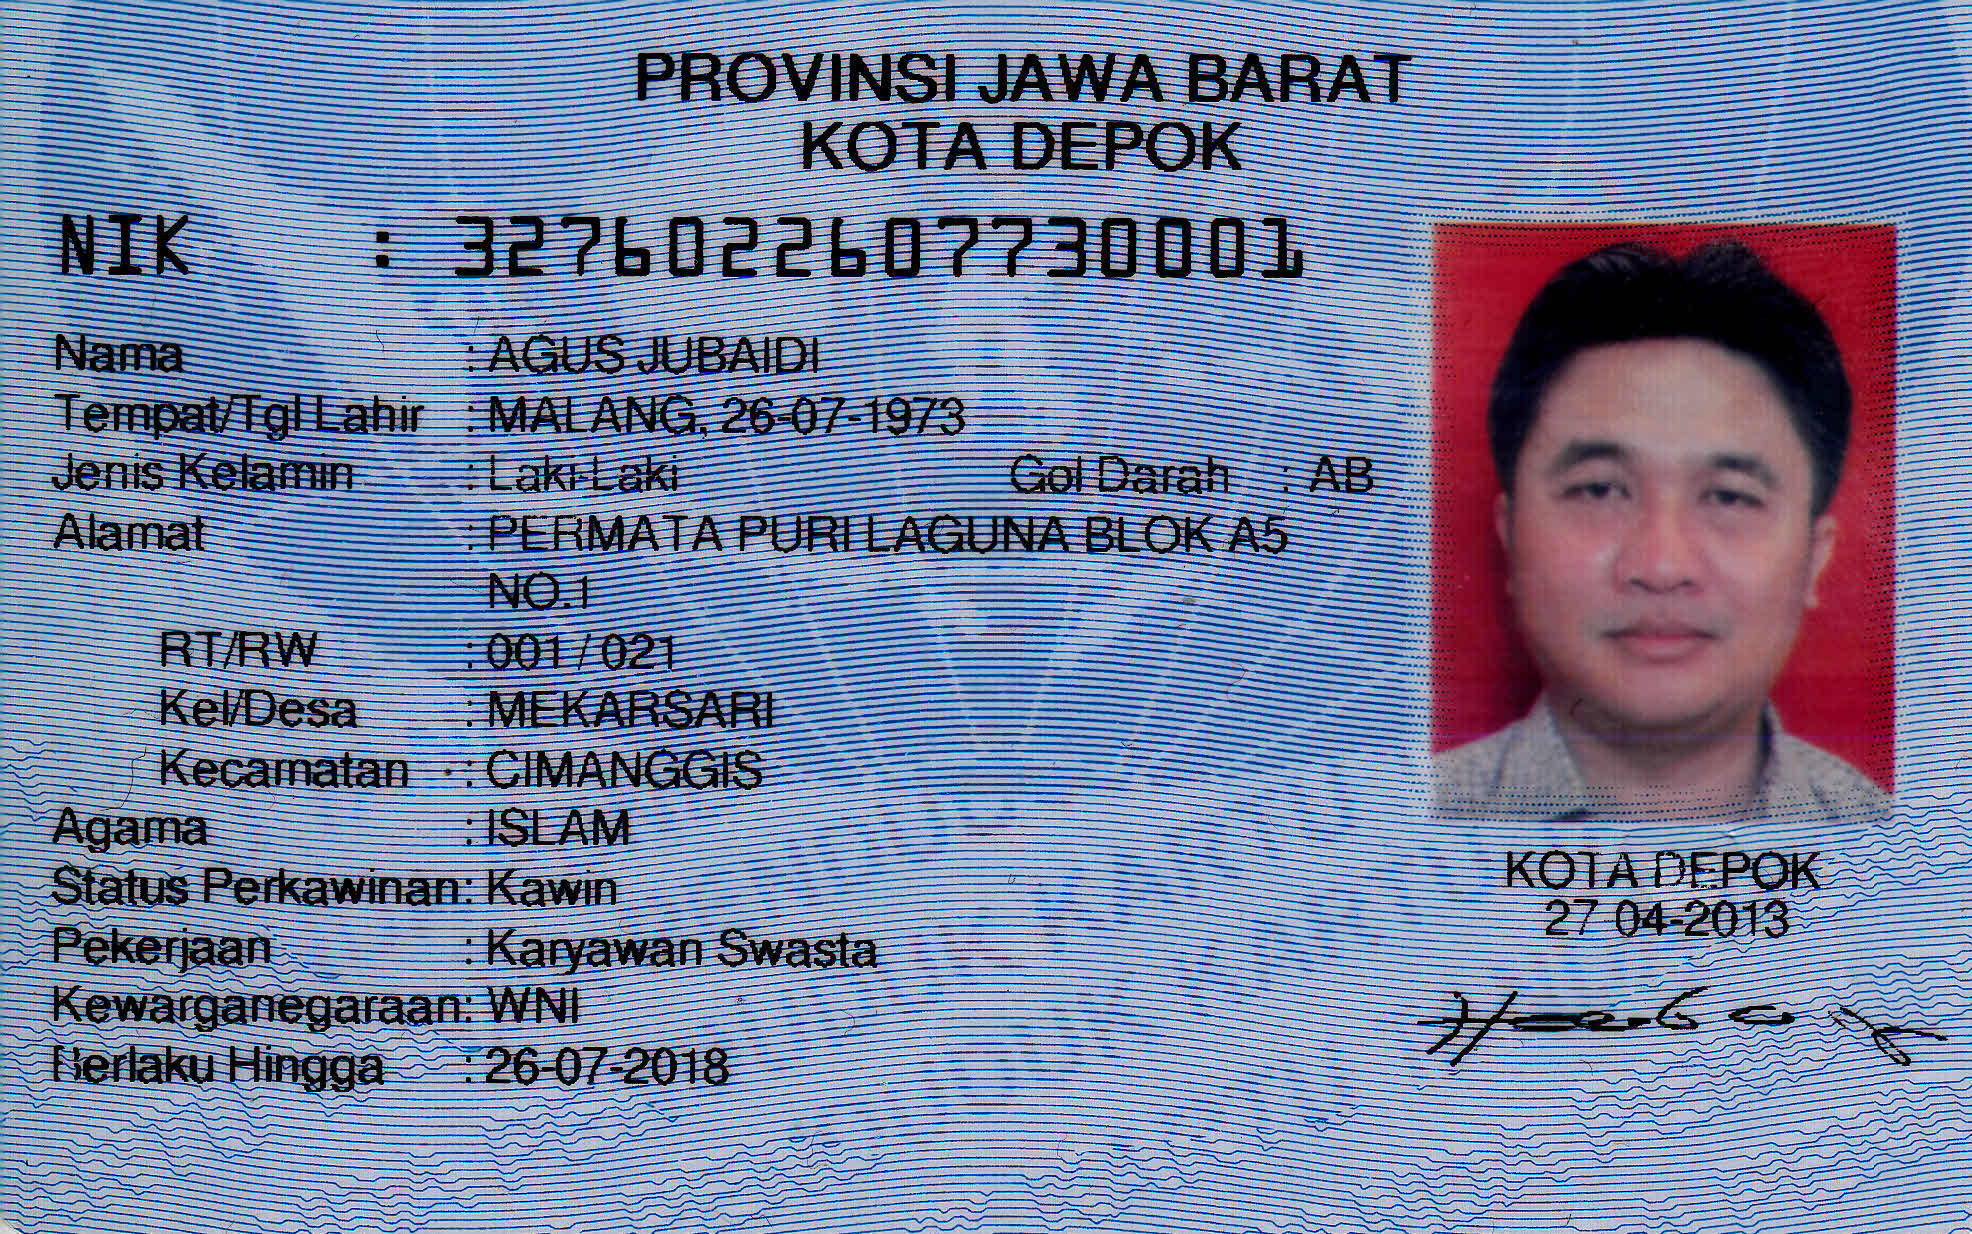 PROVINSI JAWA BARAT
KOTA DEPOK
NIK : 3276022607730001
Nama : AGUS JUBAIDI
Tempat/Tgl Lahir : MALANG, 26-07-1973
Jenis Kelamin : Laki-Laki Gol Darah : AB
Alamat : PERMATA PURI LAGUNA BLOK A5
NO.1
RT/RW : 001 / 021
Kel/Desa : MEKARSARI
Kecamatan : CIMANGGIS
Agama : ISLAM
Status Perkawinan: Kawin
Pekerjaan : Karyawan Swasta
Kewarganegaraan: WNI
Berlaku Hingga : 26-07-2018
KOTA DEPOK
27-04-2013